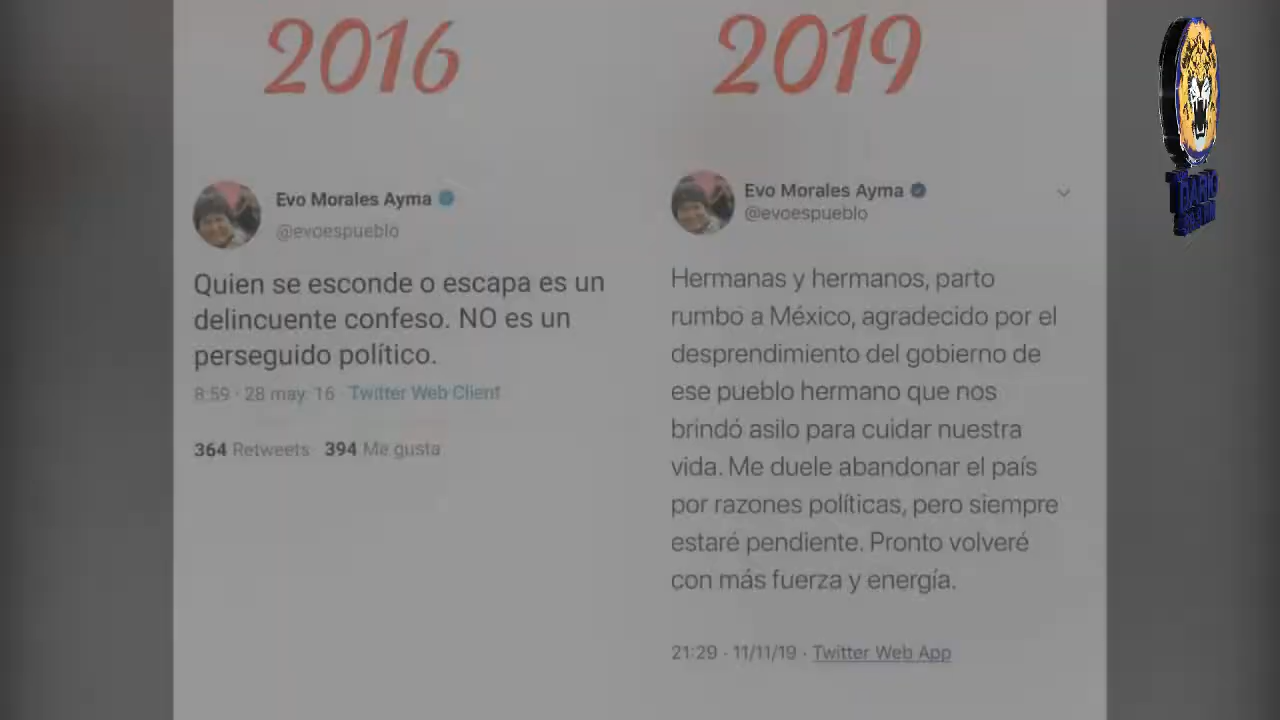 2016
Evo Morales Ayma
@evoespueblo
Quien se esconde o escapa es un
delincuente confeso. NO es un
perseguido político.
8:59 · 28 may. 16 · Twitter Web Client
364 Retweets 394 Me gusta
2019
Evo Morales Ayma
@evoespueblo
Hermanas y hermanos, parto
rumbo a México, agradecido por el
desprendimiento del gobierno de
ese pueblo hermano que nos
brindó asilo para cuidar nuestra
vida. Me duele abandonar el país
por razones políticas, pero siempre
estaré pendiente. Pronto volveré
con más fuerza y energía.
21:29 · 11/11/19 · Twitter Web App